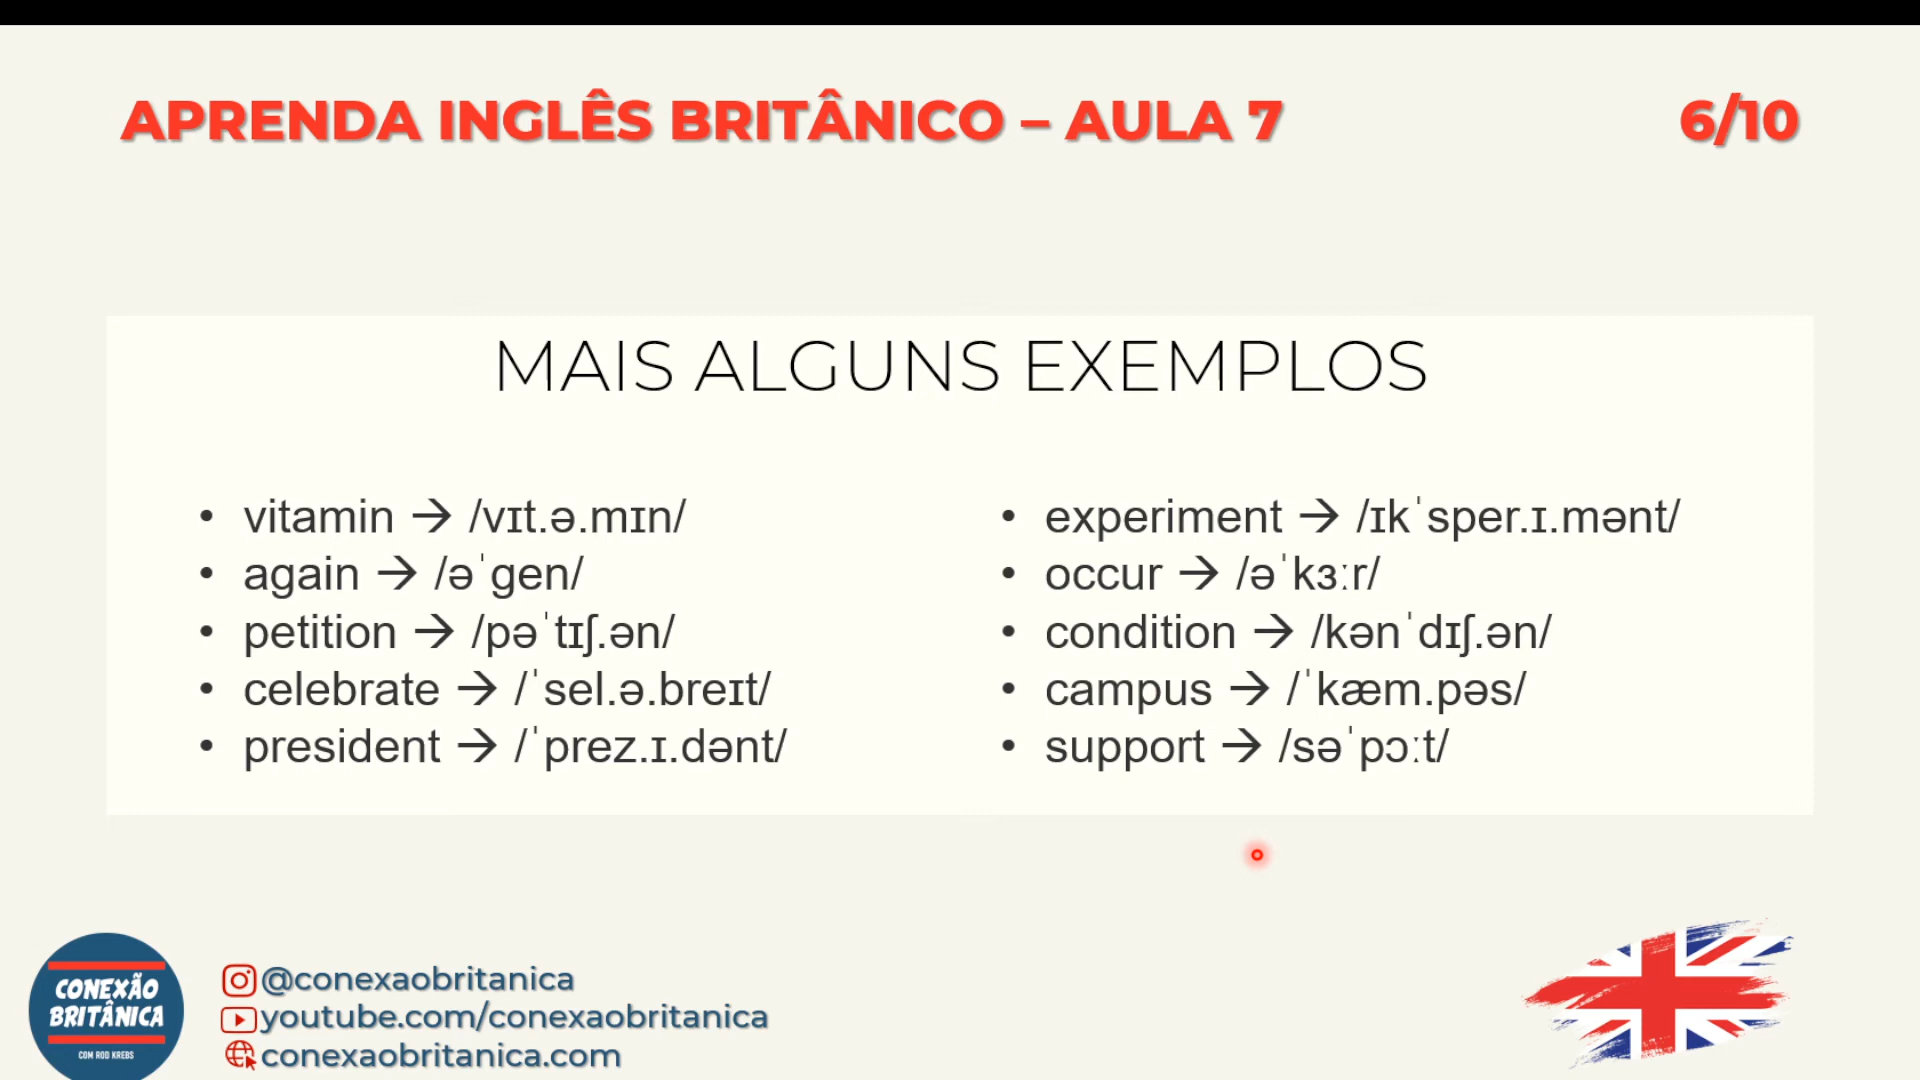 APRENDA INGLÊS BRITÂNICO – AULA 7
6/10
MAIS ALGUNS EXEMPLOS
• vitamin → /vɪt.ə.mɪn/
• again → /əˈgen/
• petition → /pəˈtɪʃ.ən/
• celebrate → /ˈsel.ə.breɪt/
• president → /ˈprez.ɪ.dənt/
• experiment → /ɪkˈsper.ɪ.mənt/
• occur → /əˈkɜːr/
• condition → /kənˈdɪʃ.ən/
• campus → /ˈkæm.pəs/
• support → /səˈpɔːt/
CONEXÃO
BRITÂNICA
COM ROD KREBS
@conexaobritanica
youtube.com/conexaobritanica
conexaobritanica.com